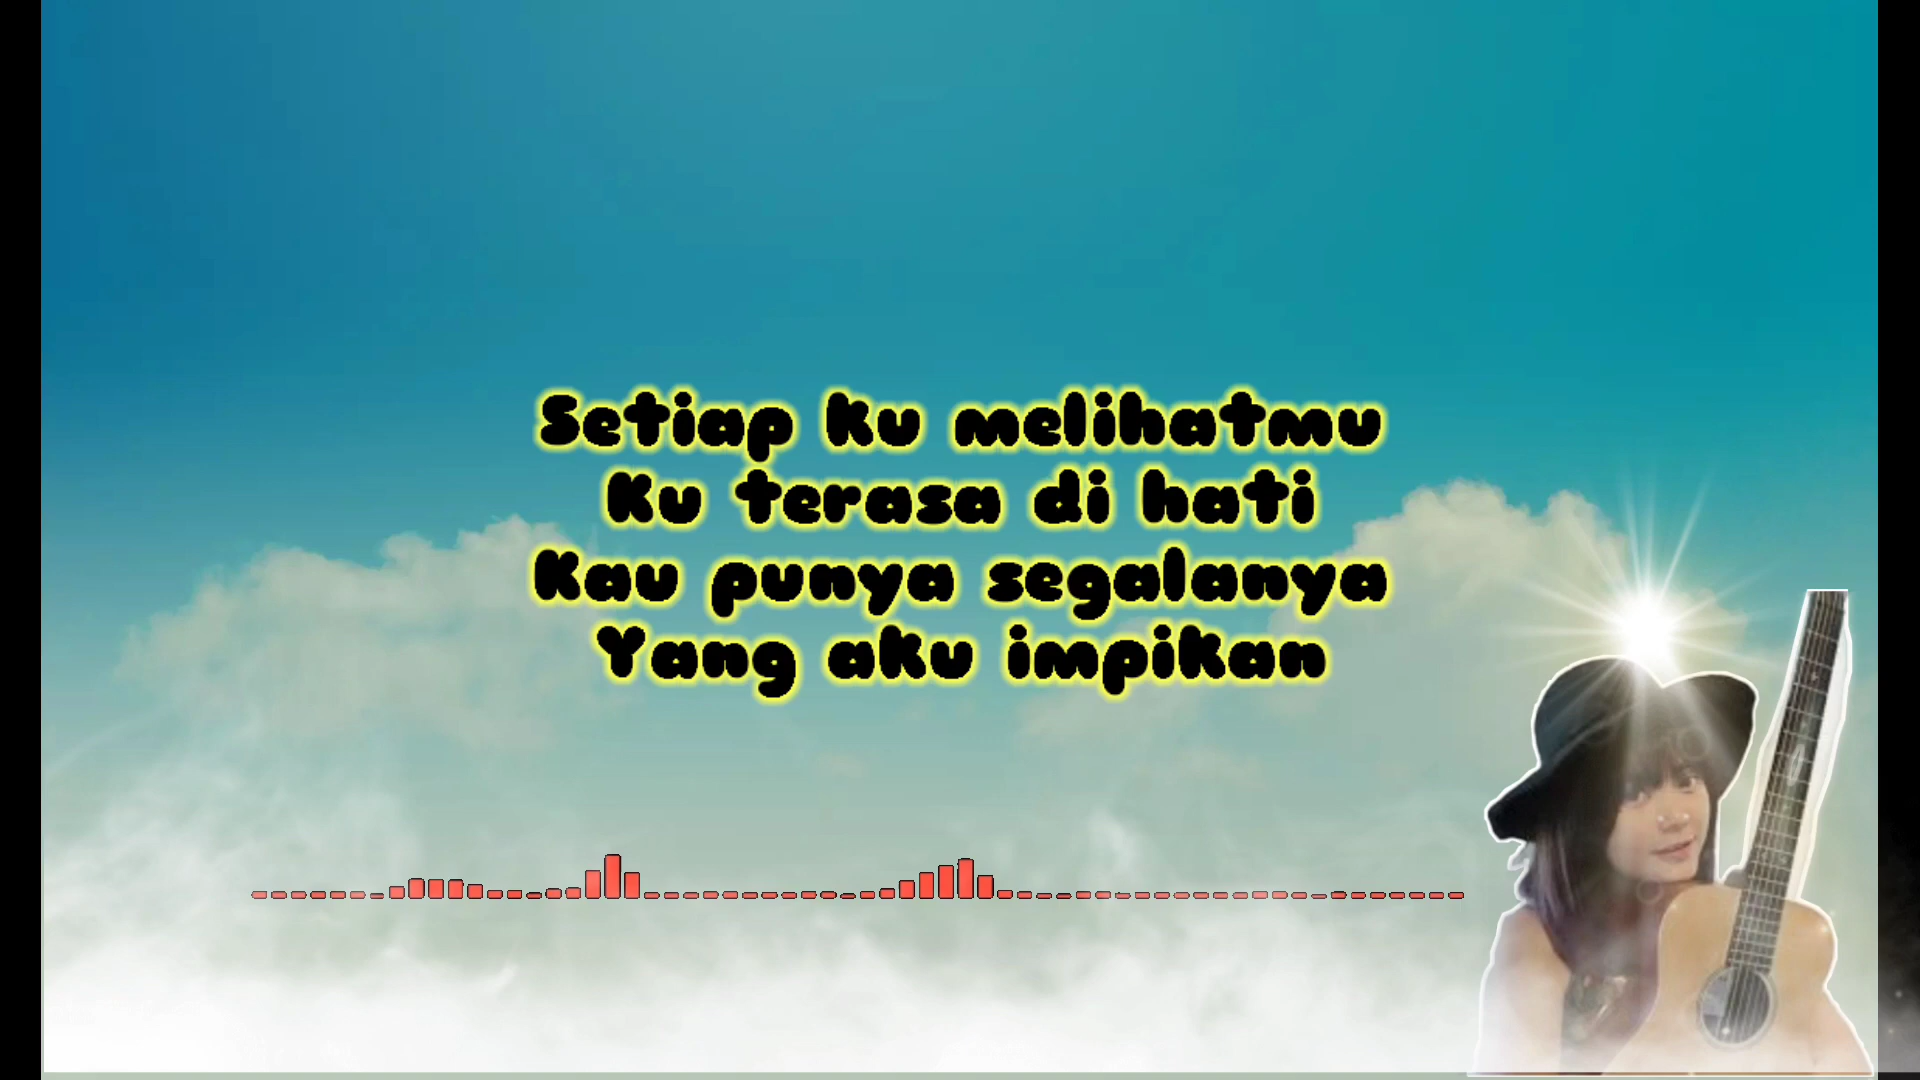 Setiap ku melihatmu
Ku terasa di hati
Kau punya segalanya
Yang aku impikan